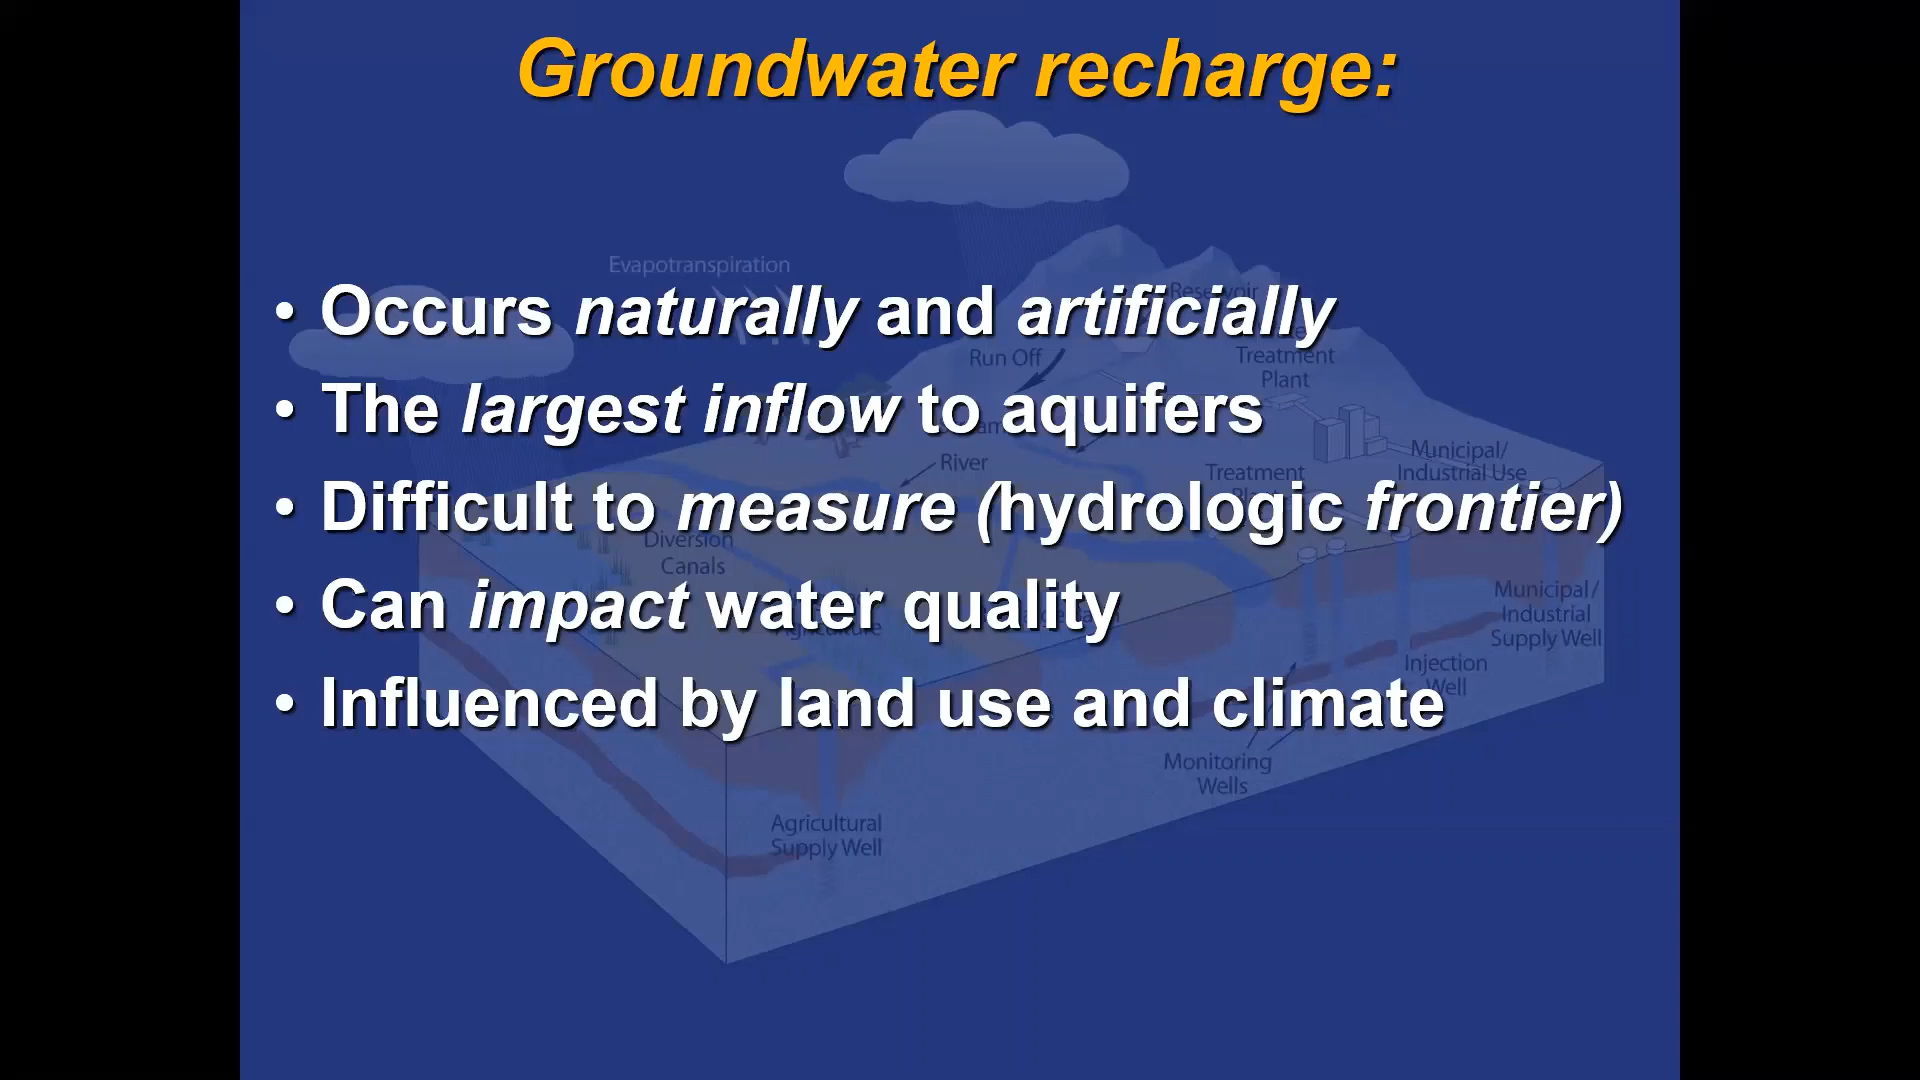 Groundwater recharge:
Evapotranspiration
• Occurs naturally and artificially
Reservoir
Run Off
Treatment
Plant
• The largest inflow to aquifers
River
Municipal/
Industrial Use
Treatment
• Difficult to measure (hydrologic frontier)
Diversion
Canals
• Can impact water quality
Agriculture
Municipal/
Industrial
Supply Well
Injection
Well
• Influenced by land use and climate
Monitoring
Wells
Agricultural
Supply Well